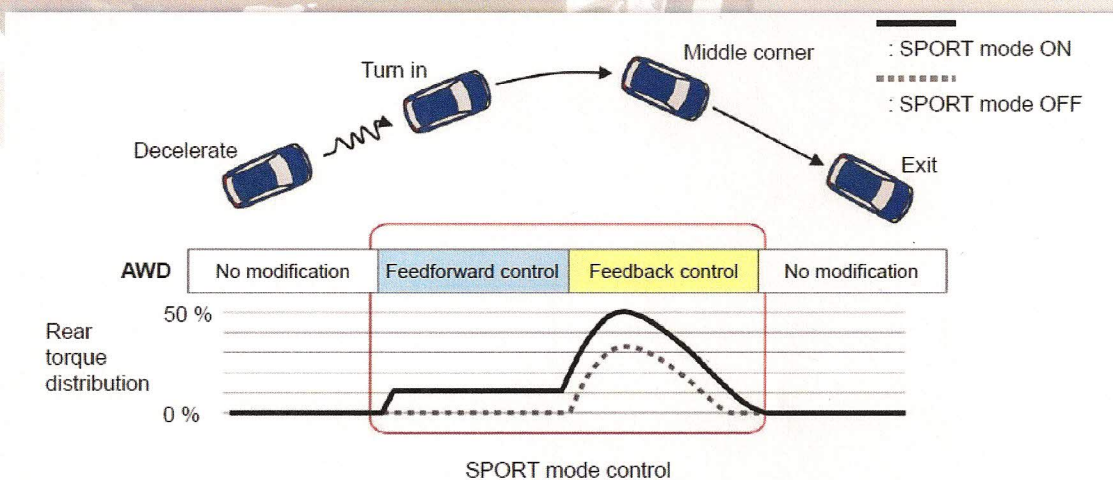 : SPORT mode ON
: SPORT mode OFF
Middle corner
Turn in
Decelerate
Exit
AWD
No modification
Feedforward control
Feedback control
No modification
50 %
Rear
torque
distribution
0 %
SPORT mode control